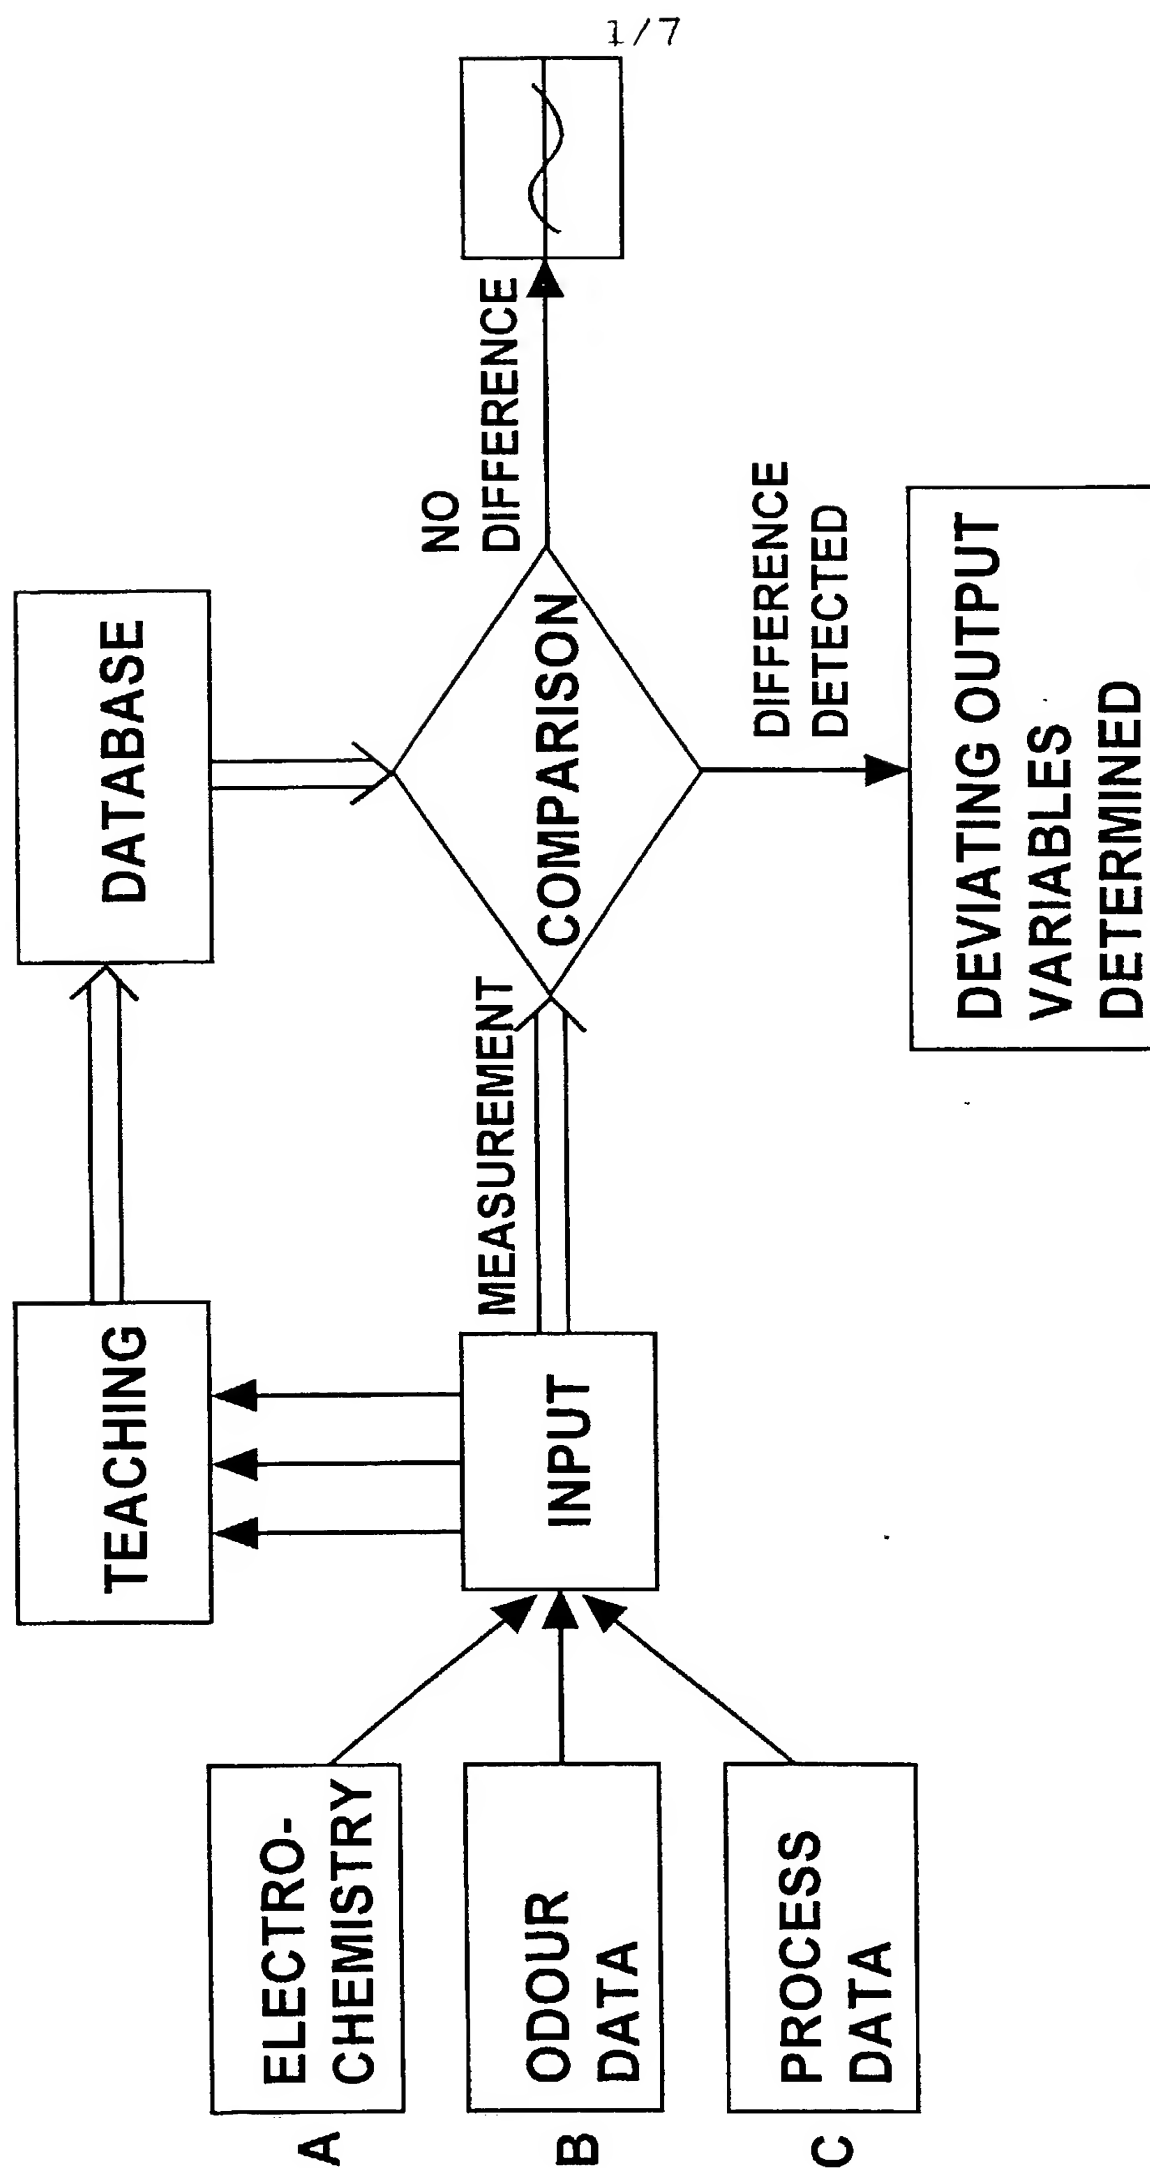 1/7
TEACHING
DATABASE
A
ELECTRO-
CHEMISTRY
B
ODOUR
DATA
C
PROCESS
DATA
INPUT
MEASUREMENT
COMPARISON
NO
DIFFERENCE
DIFFERENCE
DETECTED
DEVIATING OUTPUT
VARIABLES
DETERMINED